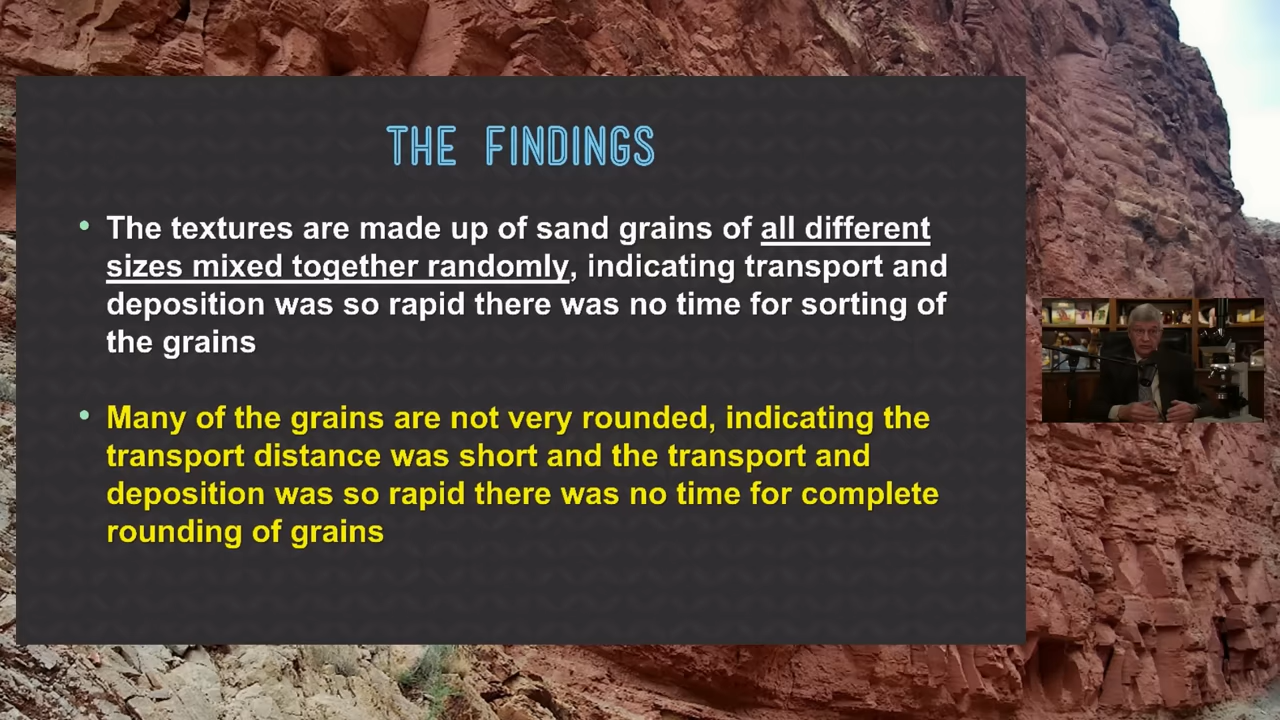 THE FINDINGS
• The textures are made up of sand grains of all different
sizes mixed together randomly, indicating transport and
deposition was so rapid there was no time for sorting of
the grains
• Many of the grains are not very rounded, indicating the
transport distance was short and the transport and
deposition was so rapid there was no time for complete
rounding of grains